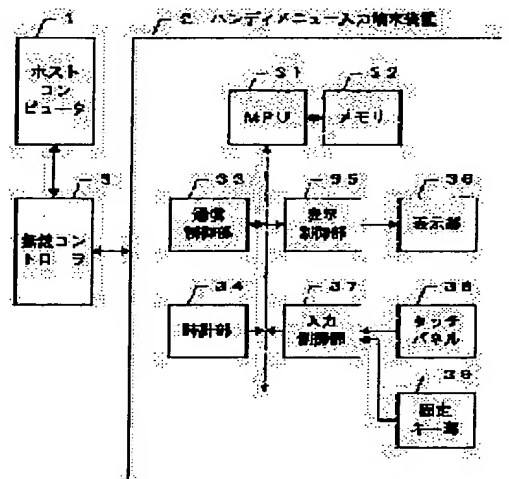 1
ホスト
コン
ピュータ
2 ハンディメニュー入力端末装置
31
MPU
32
メモリ
3
無線コン
トローラ
33
通信
制御部
35
表示
制御部
36
表示部
34
時計部
37
入力
制御部
38
タッチ
パネル
39
固定
キー部